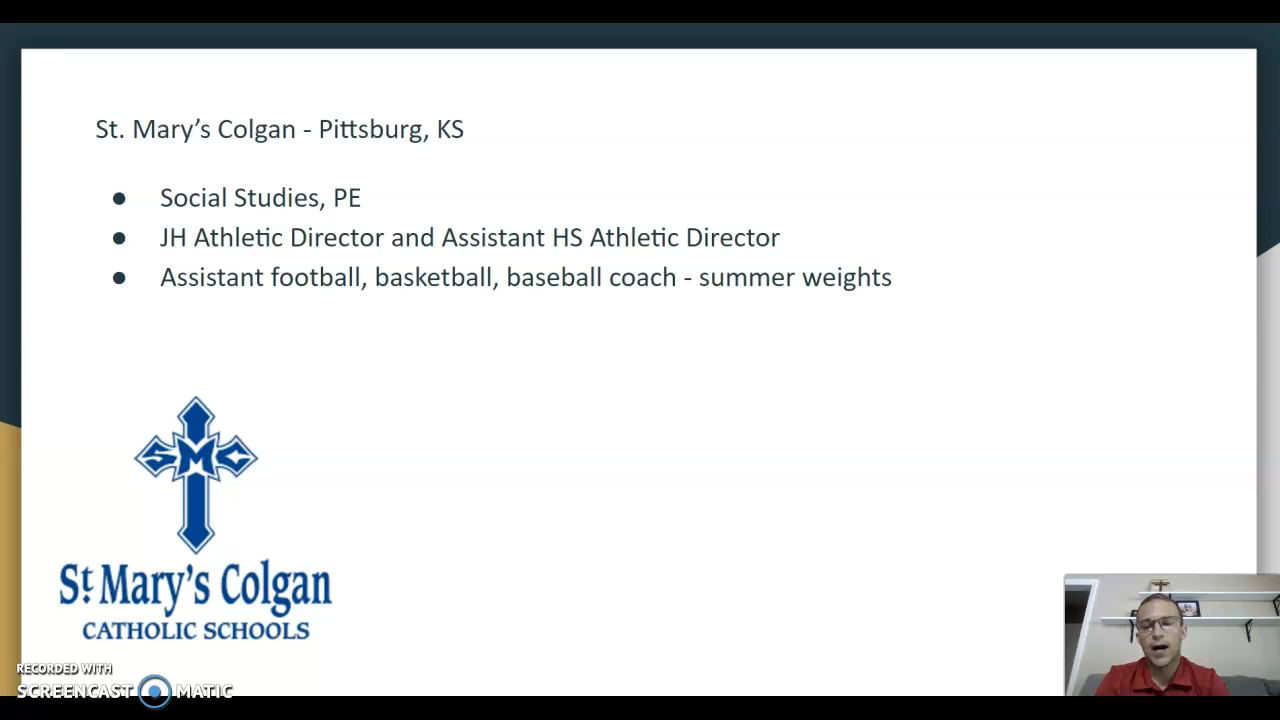 St. Mary’s Colgan - Pittsburg, KS
● Social Studies, PE
● JH Athletic Director and Assistant HS Athletic Director
● Assistant football, basketball, baseball coach - summer weights
SMC
St Mary's Colgan
CATHOLIC SCHOOLS
RECORDED WITH
SCREENCAST MATIC